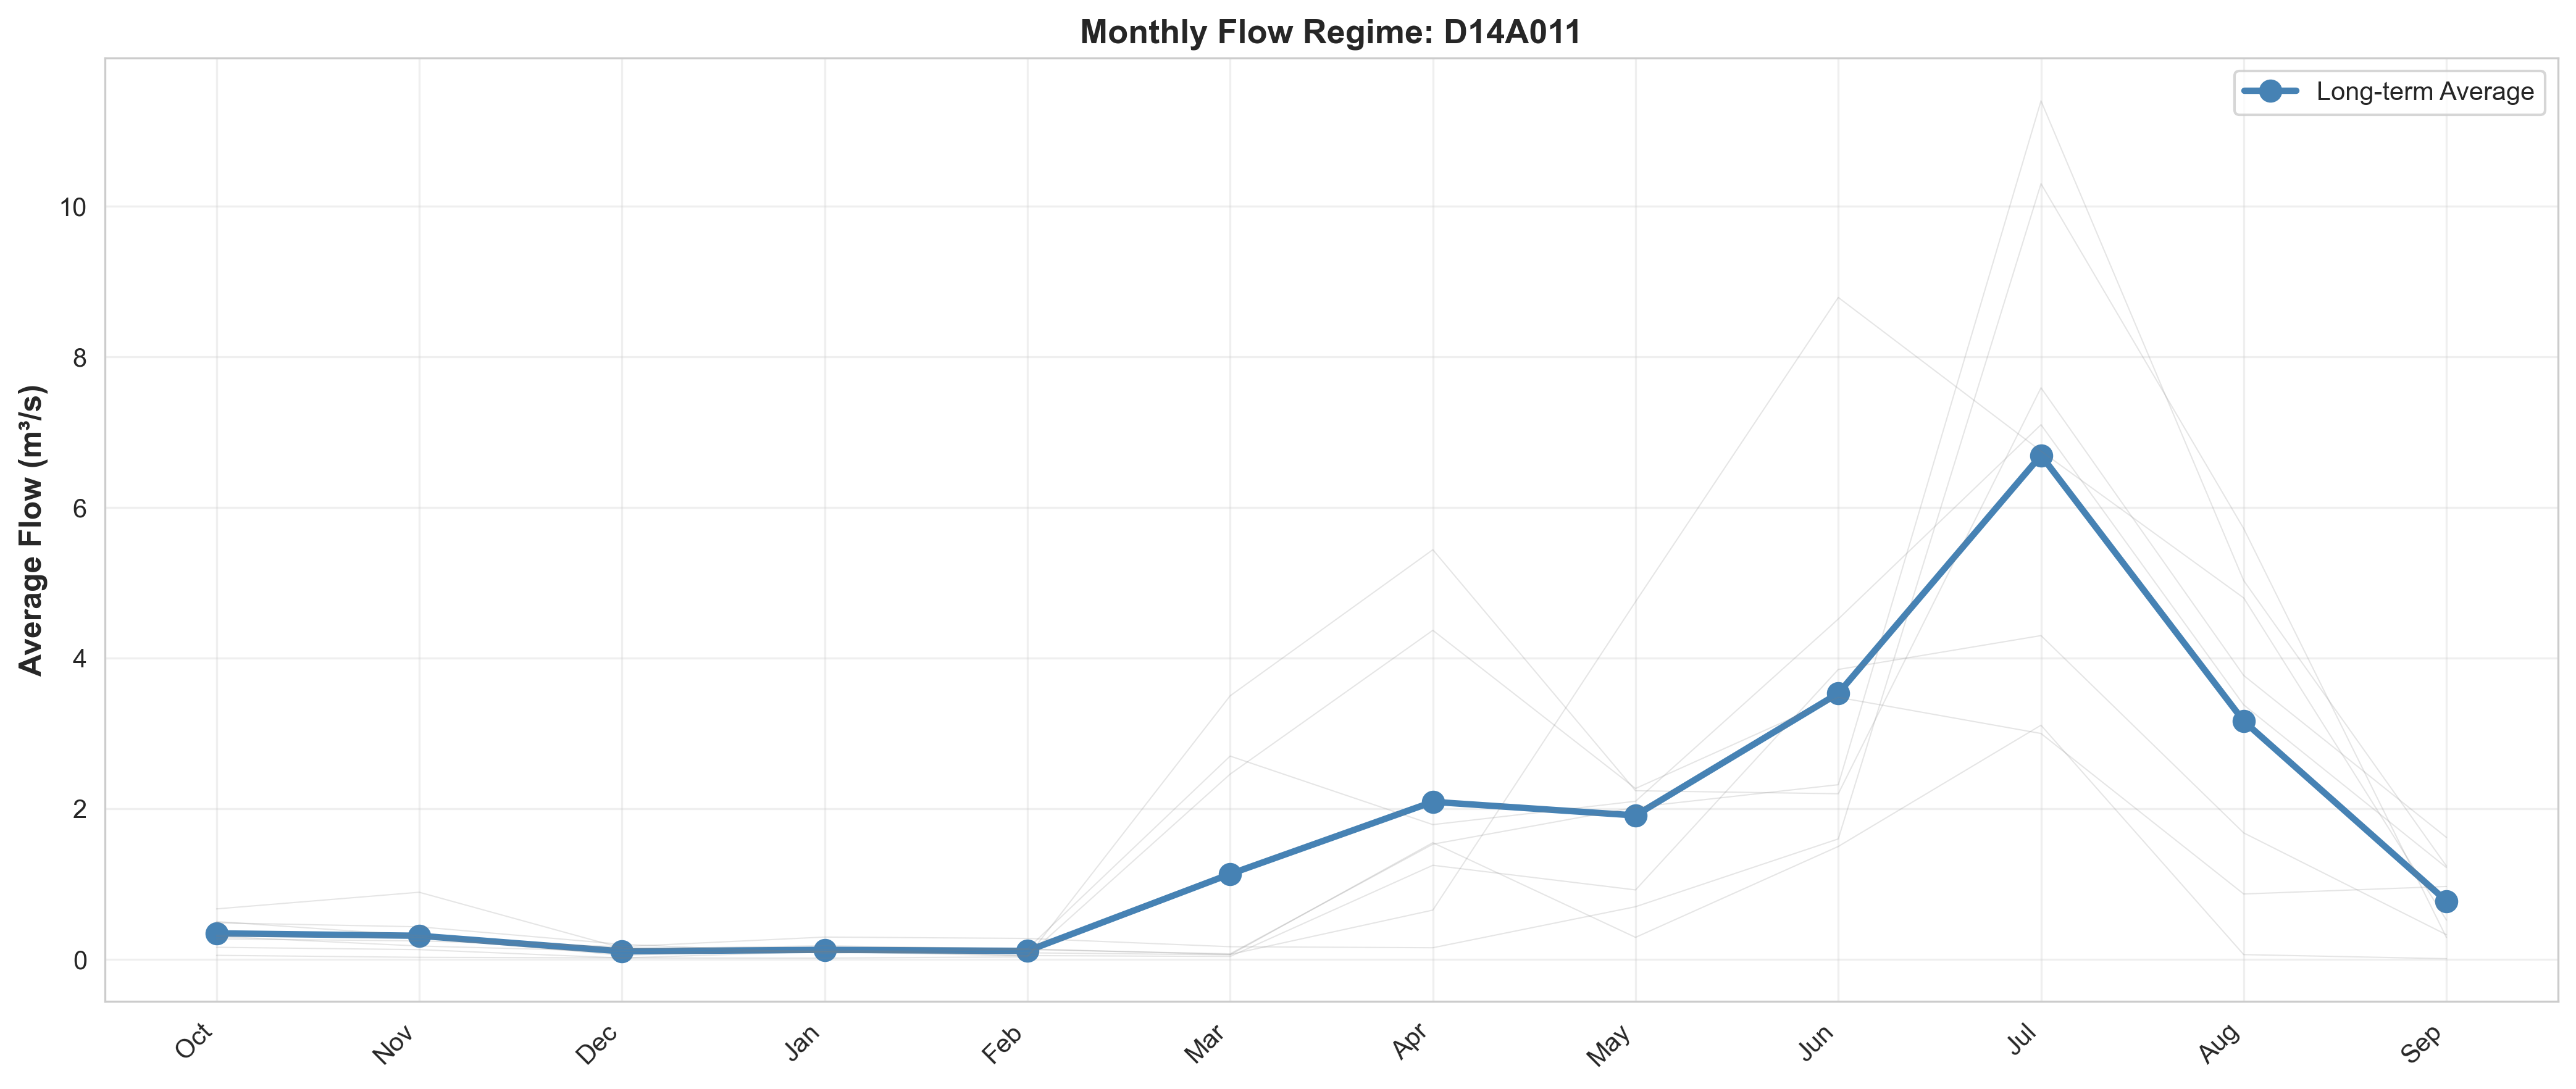 Monthly Flow Regime: D14A011
Long-term Average
Average Flow (m³/s)
10
8
6
4
2
0
Oct
Nov
Dec
Jan
Feb
Mar
Apr
May
Jun
Jul
Aug
Sep